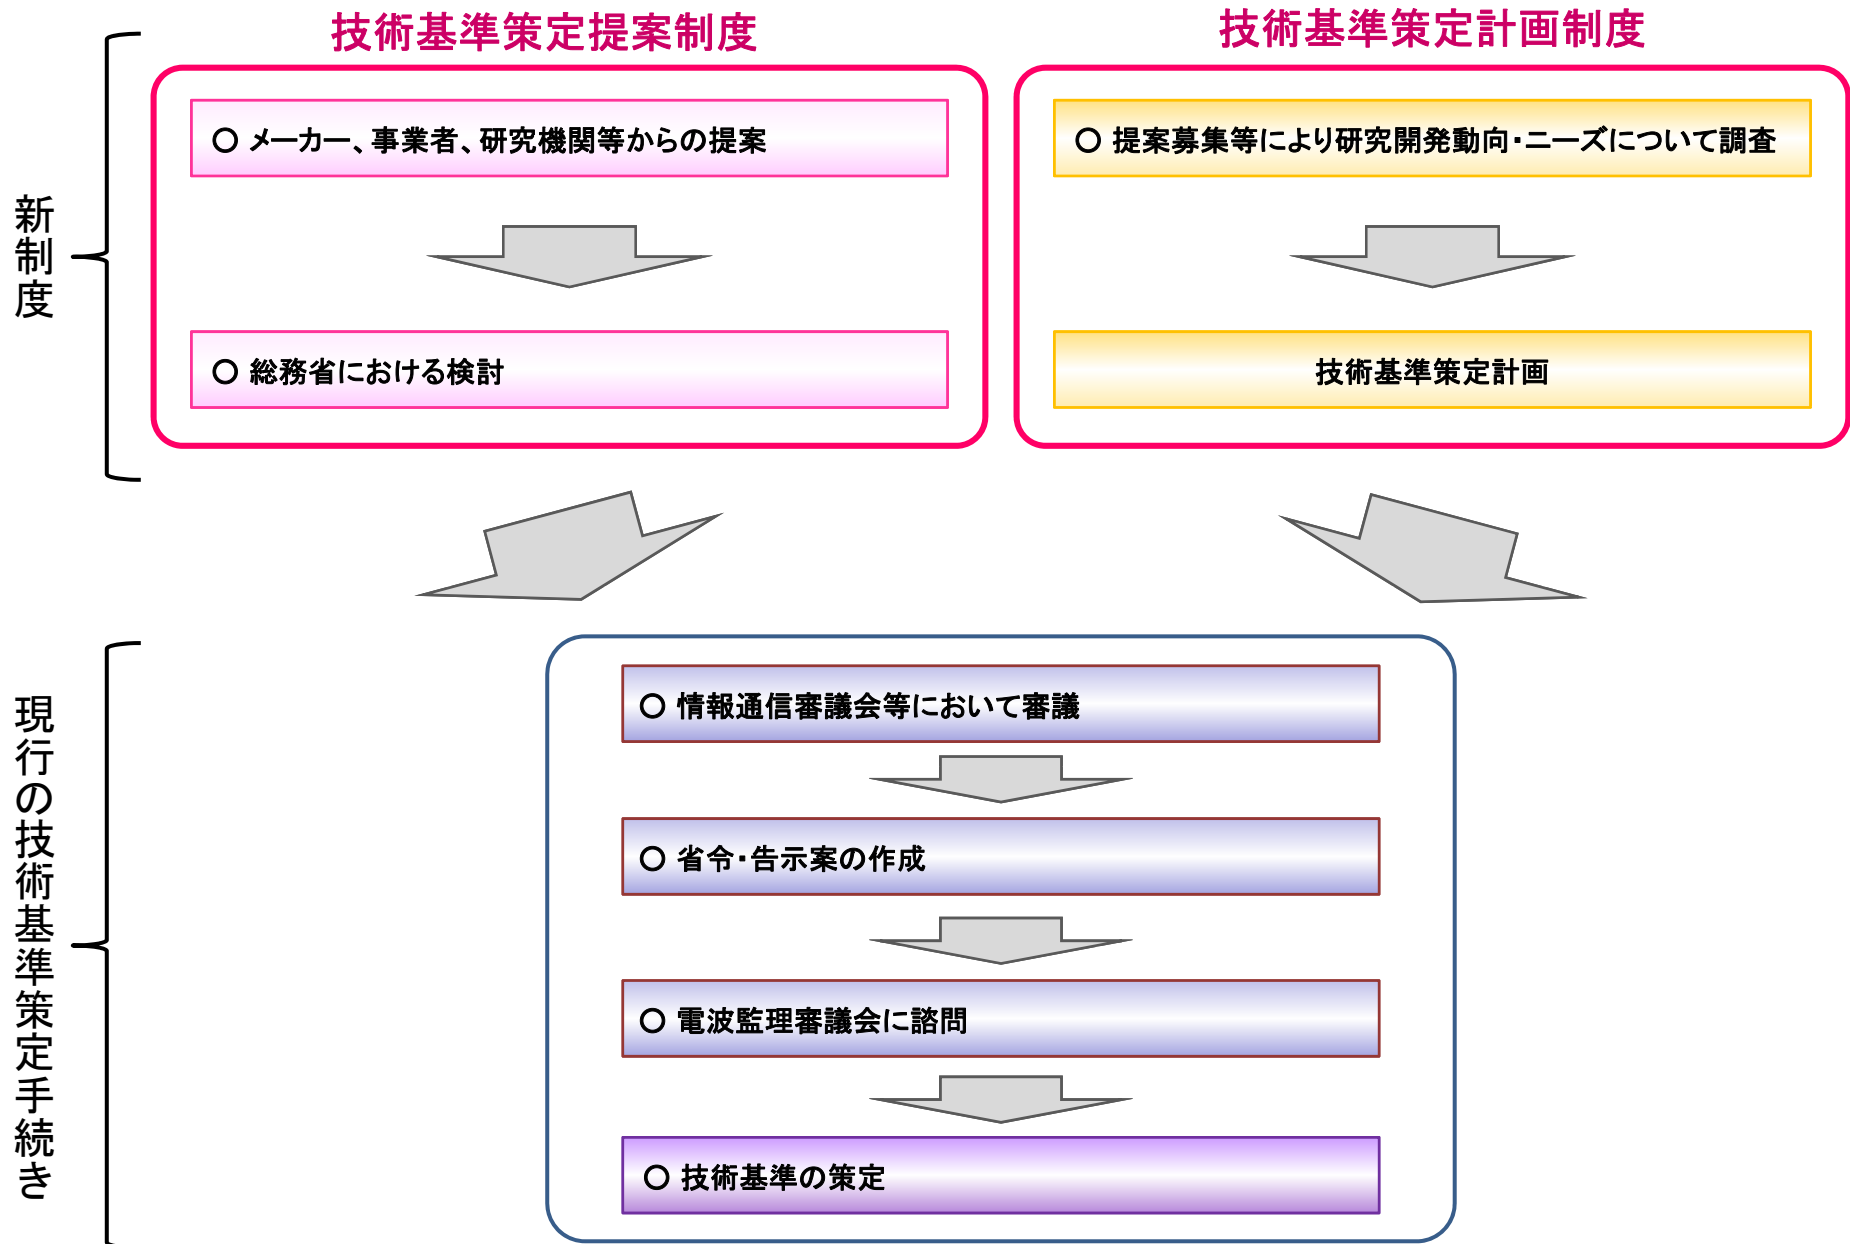 技術基準策定提案制度
技術基準策定計画制度
新制度
○ メーカー、事業者、研究機関等からの提案
○ 総務省における検討
○ 提案募集等により研究開発動向・ニーズについて調査
技術基準策定計画
現行の技術基準策定手続き
○ 情報通信審議会等において審議
○ 省令・告示案の作成
○ 電波監理審議会に諮問
○ 技術基準の策定